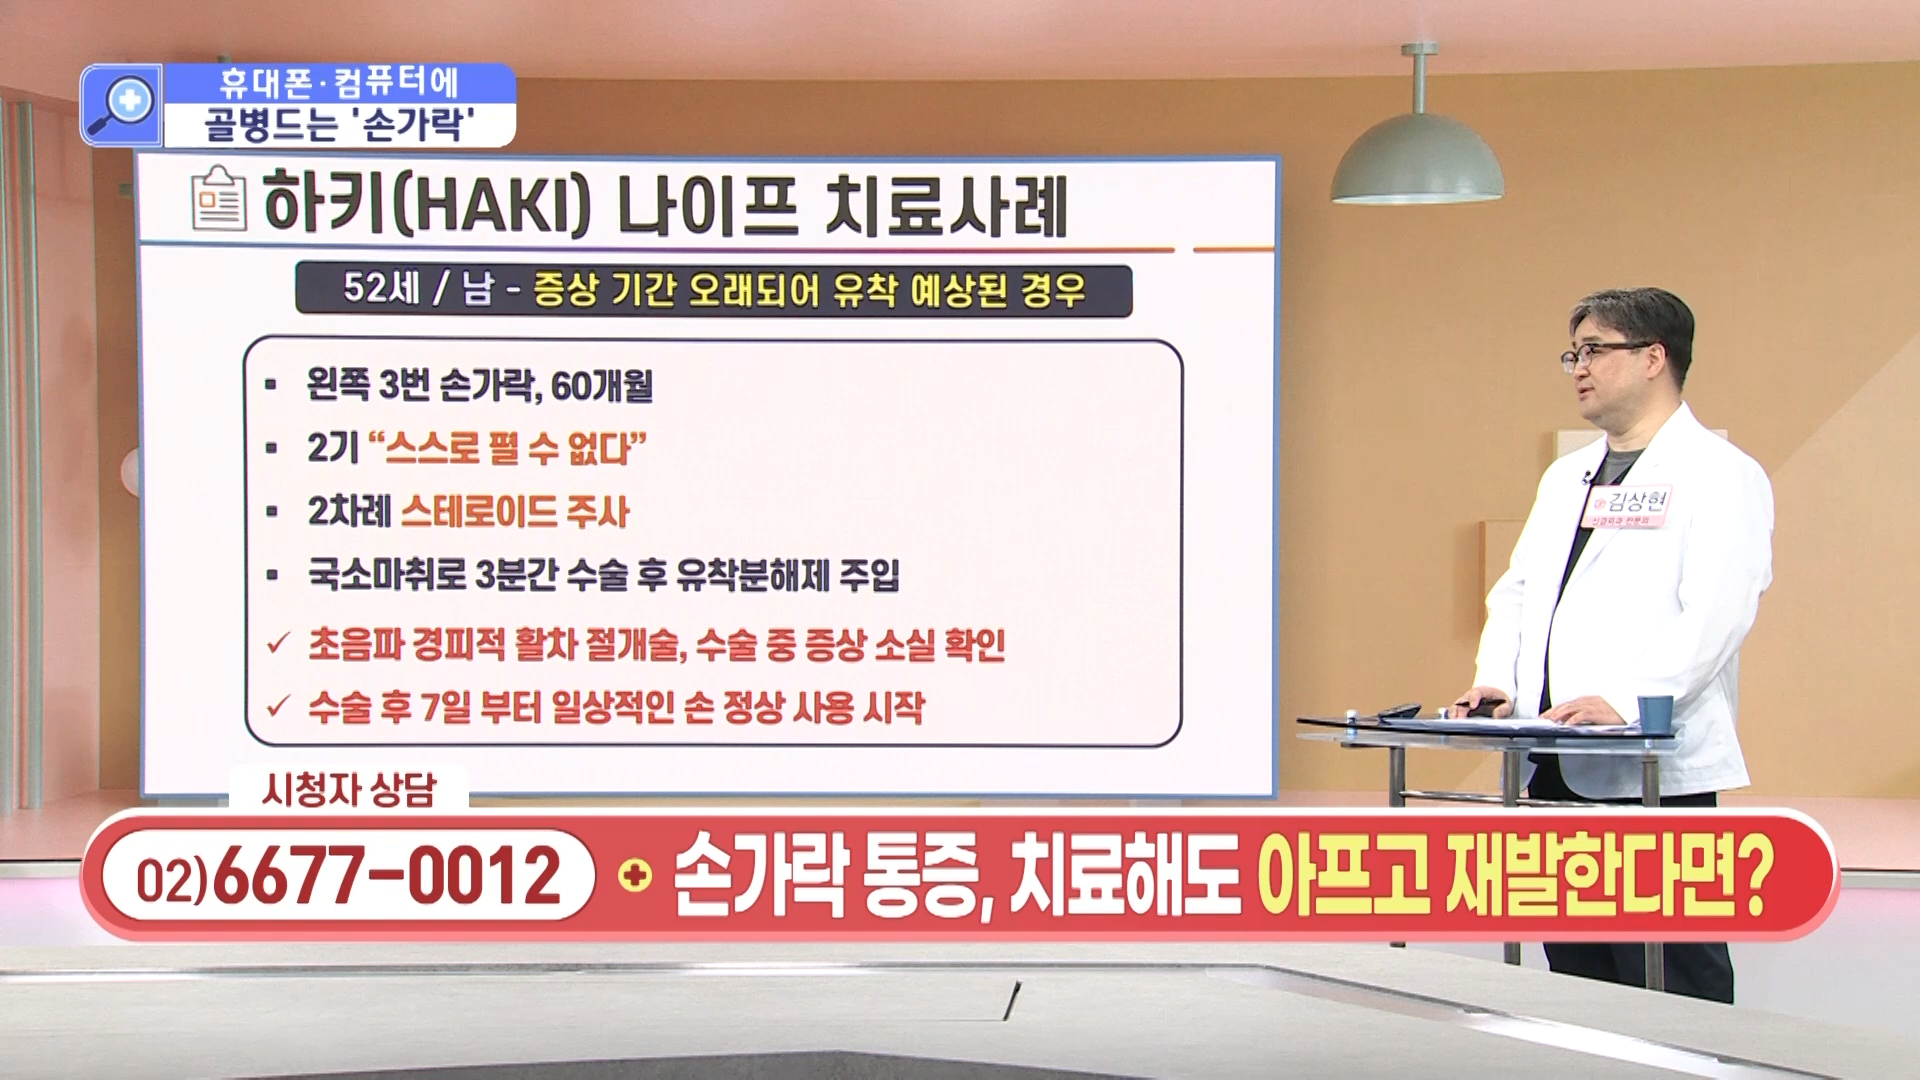 휴대폰·컴퓨터에
골병드는 '손가락'
하키(HAKI) 나이프 치료사례
52세 / 남 - 증상 기간 오래되어 유착 예상된 경우
▪ 왼쪽 3번 손가락, 60개월
▪ 2기 “스스로 펼 수 없다”
▪ 2차례 스테로이드 주사
▪ 국소마취로 3분간 수술 후 유착분해제 주입
✓ 초음파 경피적 활차 절개술, 수술 중 증상 소실 확인
✓ 수술 후 7일 부터 일상적인 손 정상 사용 시작
김상현
신경외과 전문의
시청자 상담
02)6677-0012
손가락 통증, 치료해도 아프고 재발한다면?